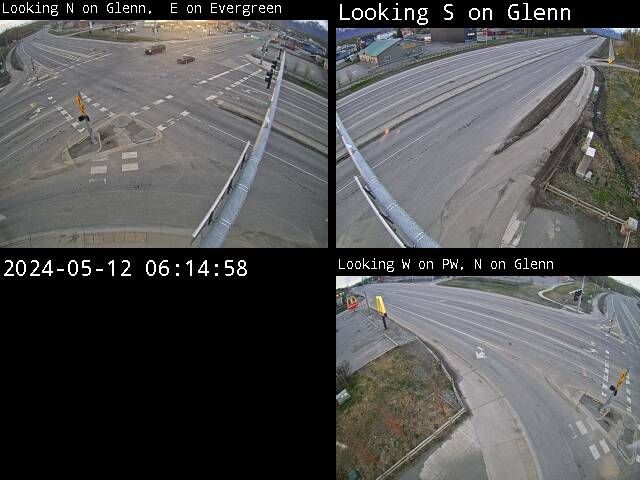 Looking N on Glenn, E on Evergreen
Looking S on Glenn
2024-05-12 06:14:58
Looking W on PW, N on Glenn